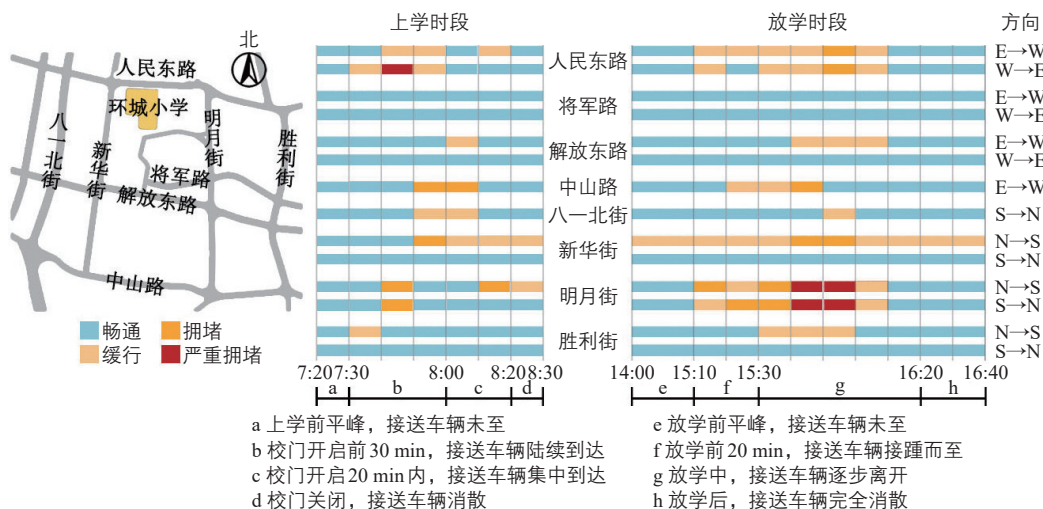 上学时段
放学时段
方向
北
人民东路
环城小学
八一北街
新华街
明月街
胜利街
将军路
解放东路
中山路
畅通
拥堵
缓行
严重拥堵
人民东路
E→W
W→E
将军路
E→W
W→E
解放东路
E→W
W→E
中山路
E→W
八一北街
S→N
新华街
N→S
S→N
明月街
N→S
S→N
胜利街
N→S
S→N
7:20 7:30 8:00 8:20 8:30
14:00 15:10 15:30 16:20 16:40
a b c d
e f g h
a 上学前平峰，接送车辆未至
b 校门开启前30 min，接送车辆陆续到达
c 校门开启20 min内，接送车辆集中到达
d 校门关闭，接送车辆消散
e 放学前平峰，接送车辆未至
f 放学前20 min，接送车辆接踵而至
g 放学中，接送车辆逐步离开
h 放学后，接送车辆完全消散